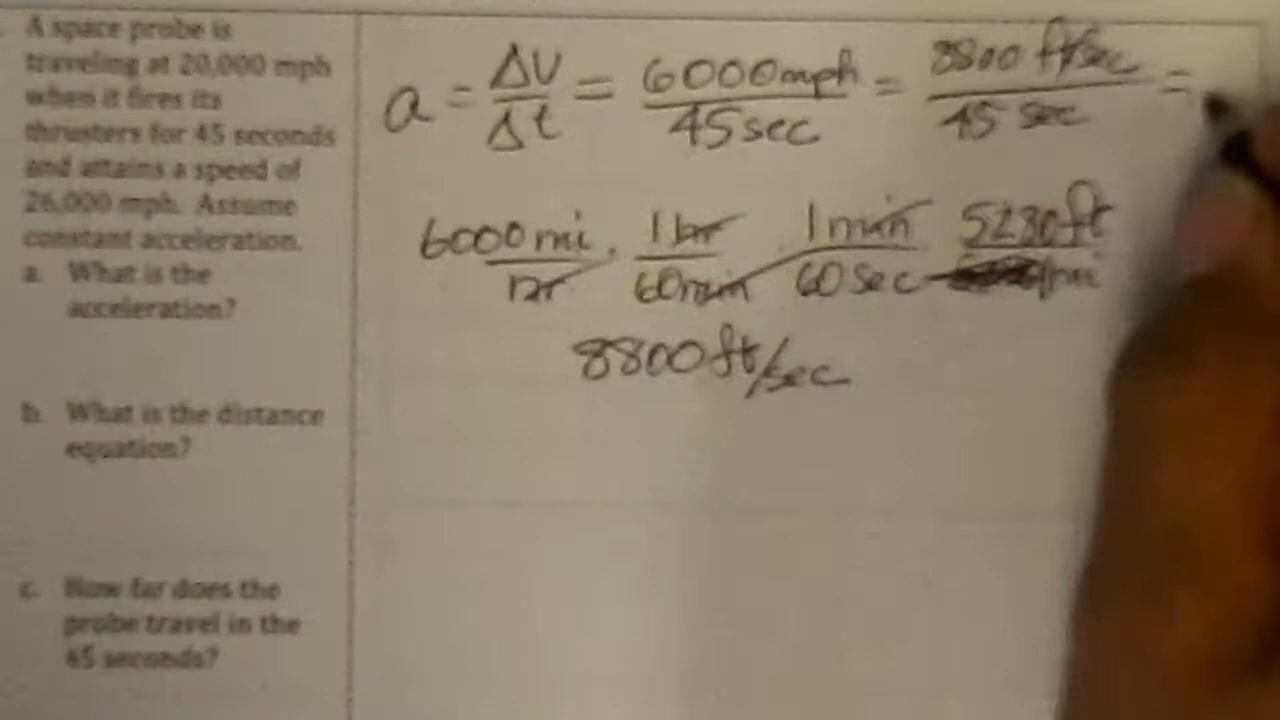 A space probe is
traveling at 20,000 mph
when it fires its
thrusters for 45 seconds
and attains a speed of
26,000 mph. Assume
constant acceleration.
a. What is the
acceleration?
b. What is the distance
equation?
c. How far does the
probe travel in the
45 seconds?
a = ΔV/Δt = 6000mph/45sec = 8800 ft/sec/45 sec =
6000mi/hr · 1hr/60min · 1min/60sec 5280ft/mi
8800 ft/sec